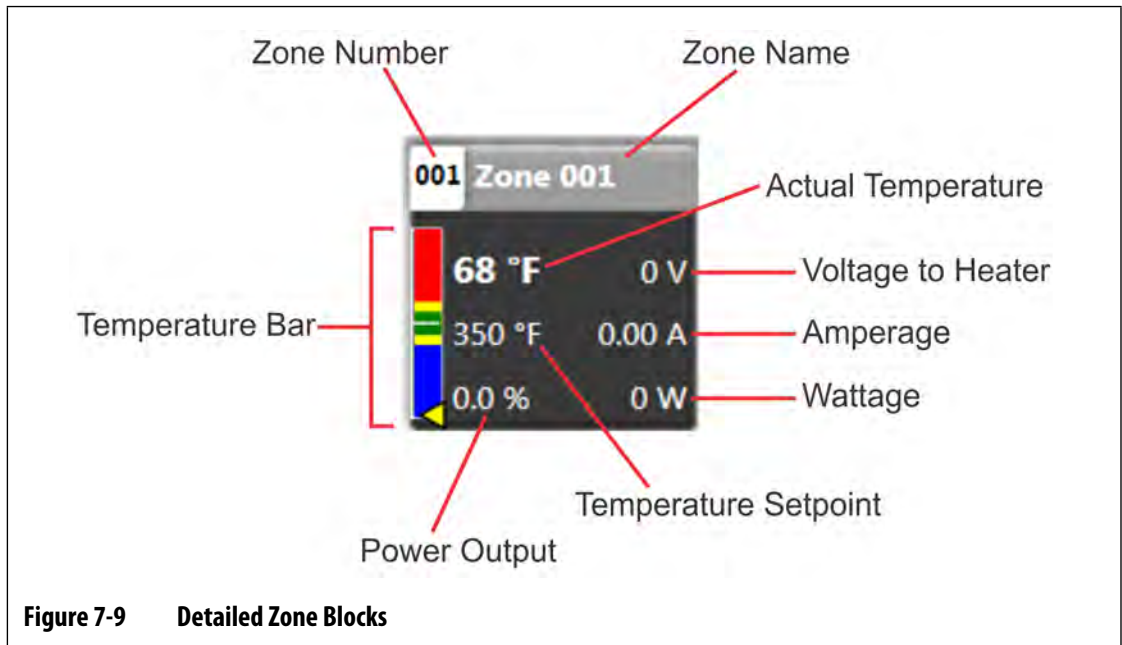 Zone Number
Zone Name
001 Zone 001
Actual Temperature
68 °F
0 V
Voltage to Heater
Temperature Bar
350 °F
0.00 A
Amperage
0.0 %
0 W
Wattage
Temperature Setpoint
Power Output
Figure 7-9 Detailed Zone Blocks